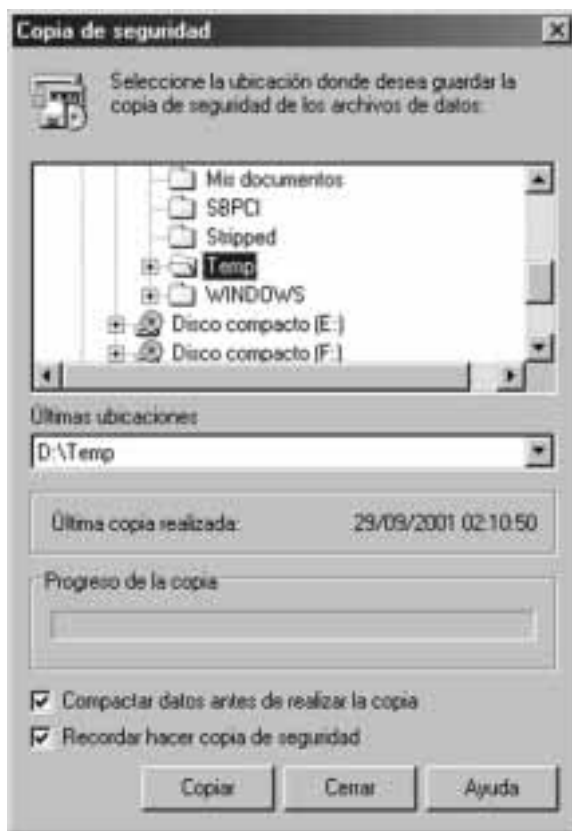 Copia de seguridad
Seleccione la ubicación donde desea guardar la
copia de seguridad de los archivos de datos:
Mis documentos
SBPCI
Stripped
Temp
WINDOWS
Disco compacto (E:)
Disco compacto (F:)
Últimas ubicaciones
D:\Temp
Última copia realizada: 29/09/2001 02:10:50
Progreso de la copia
Compactar datos antes de realizar la copia
Recordar hacer copia de seguridad
Copiar Cerrar Ayuda